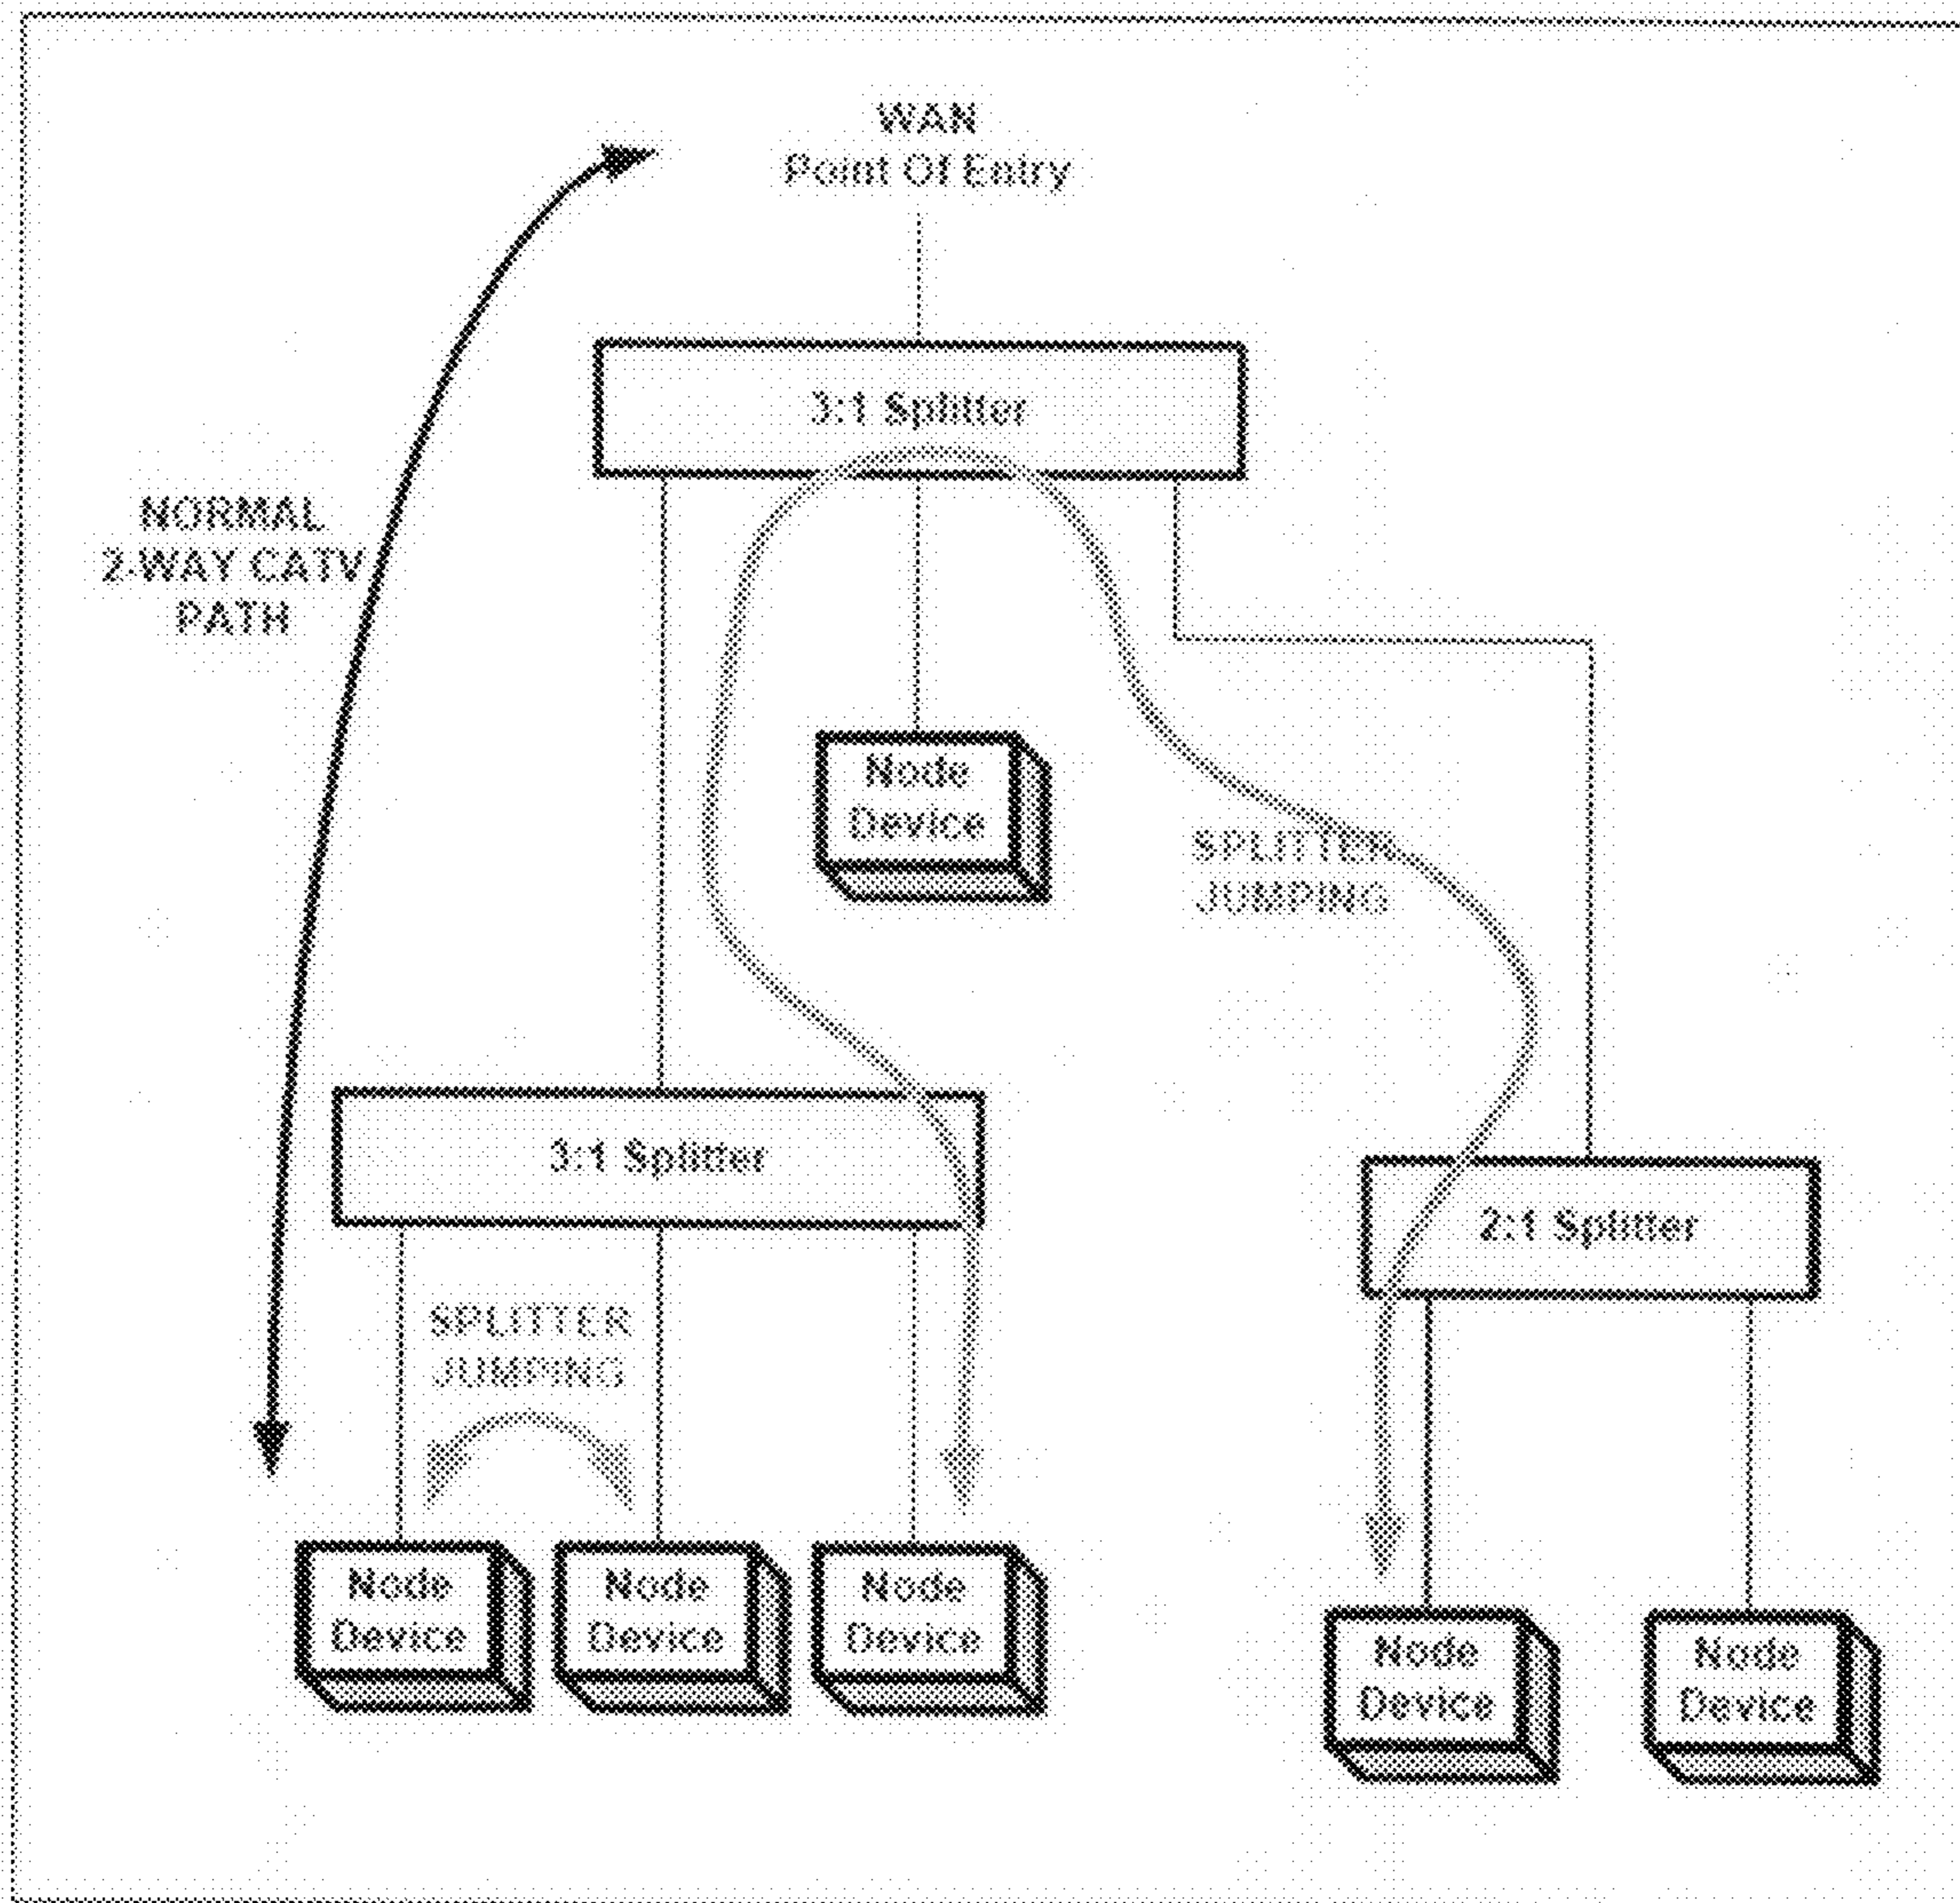 WAN
Point Of Entry
3:1 Splitter
NORMAL
2-WAY CATV
PATH
Node
Device
SPLITTER
JUMPING
3:1 Splitter
2:1 Splitter
SPLITTER
JUMPING
Node
Device
Node
Device
Node
Device
Node
Device
Node
Device